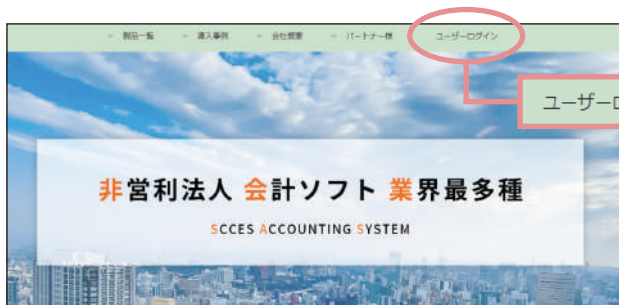 製品一覧 導入事例 会社概要 パートナー様 ユーザーログイン
ユーザーロ
非営利法人 会計ソフト 業界最多種
SCCES ACCOUNTING SYSTEM